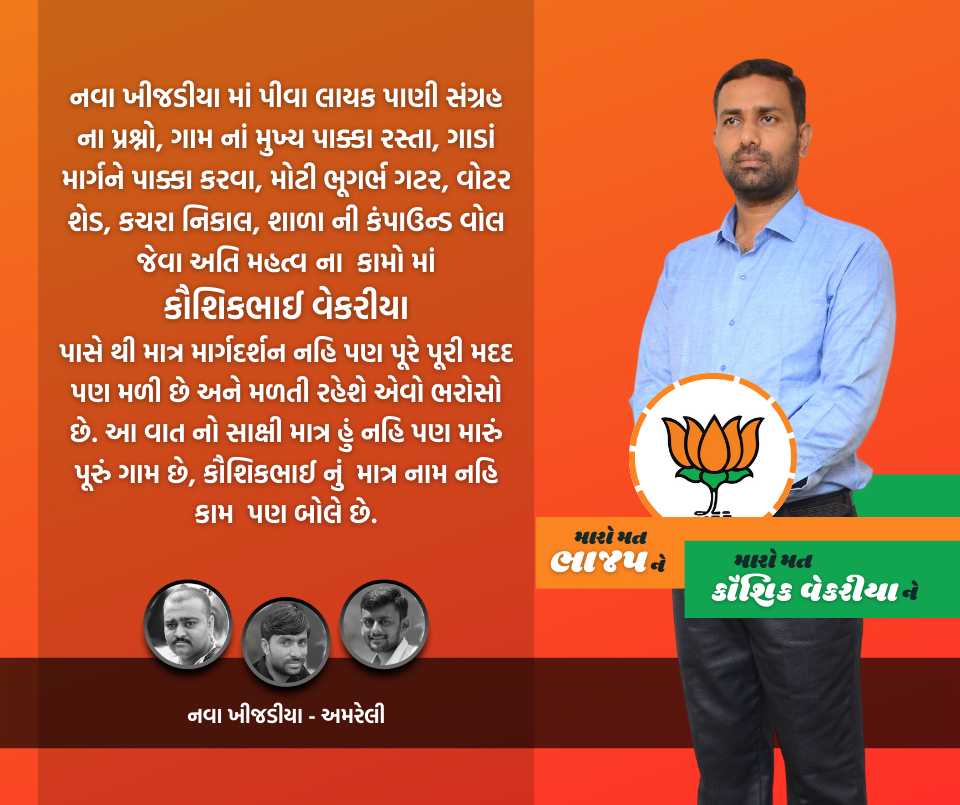 નવા ખીજડીયા માં પીવા લાયક પાણી સંગ્રહ
ના પ્રશ્નો, ગામ નાં મુખ્ય પાક્કા રસ્તા, ગાડાં
માર્ગને પાક્કા કરવા, મોટી ભૂગર્ભ ગટર, વોટર
શેડ, કચરા નિકાલ, શાળા ની કંપાઉન્ડ વોલ
જેવા અતિ મહત્વ ના કામો માં
કૌશિકભાઈ વેકરીયા
પાસે થી માત્ર માર્ગદર્શન નહિ પણ પૂરે પૂરી મદદ
પણ મળી છે અને મળતી રહેશે એવો ભરોસો
છે. આ વાત નો સાક્ષી માત્ર હું નહિ પણ મારું
પૂરું ગામ છે, કૌશિકભાઈ નું માત્ર નામ નહિ
કામ પણ બોલે છે.
નવા ખીજડીયા - અમરેલી
મારો મત
ભાજપ ને
મારો મત
કૌશિક વેકરીયા ને